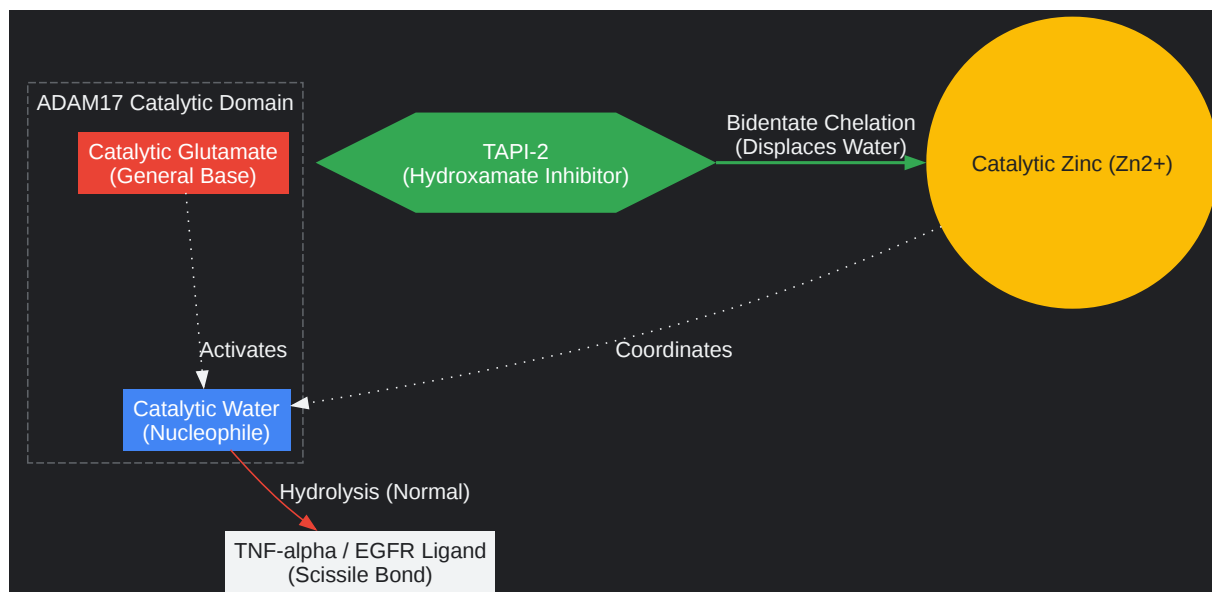 ADAM17 Catalytic Domain
Catalytic Glutamate
(General Base)
TAPI-2
(Hydroxamate Inhibitor)
Bidentate Chelation
(Displaces Water)
Catalytic Zinc (Zn2+)
Activates
Coordinates
Catalytic Water
(Nucleophile)
Hydrolysis (Normal)
TNF-alpha / EGFR Ligand
(Scissile Bond)